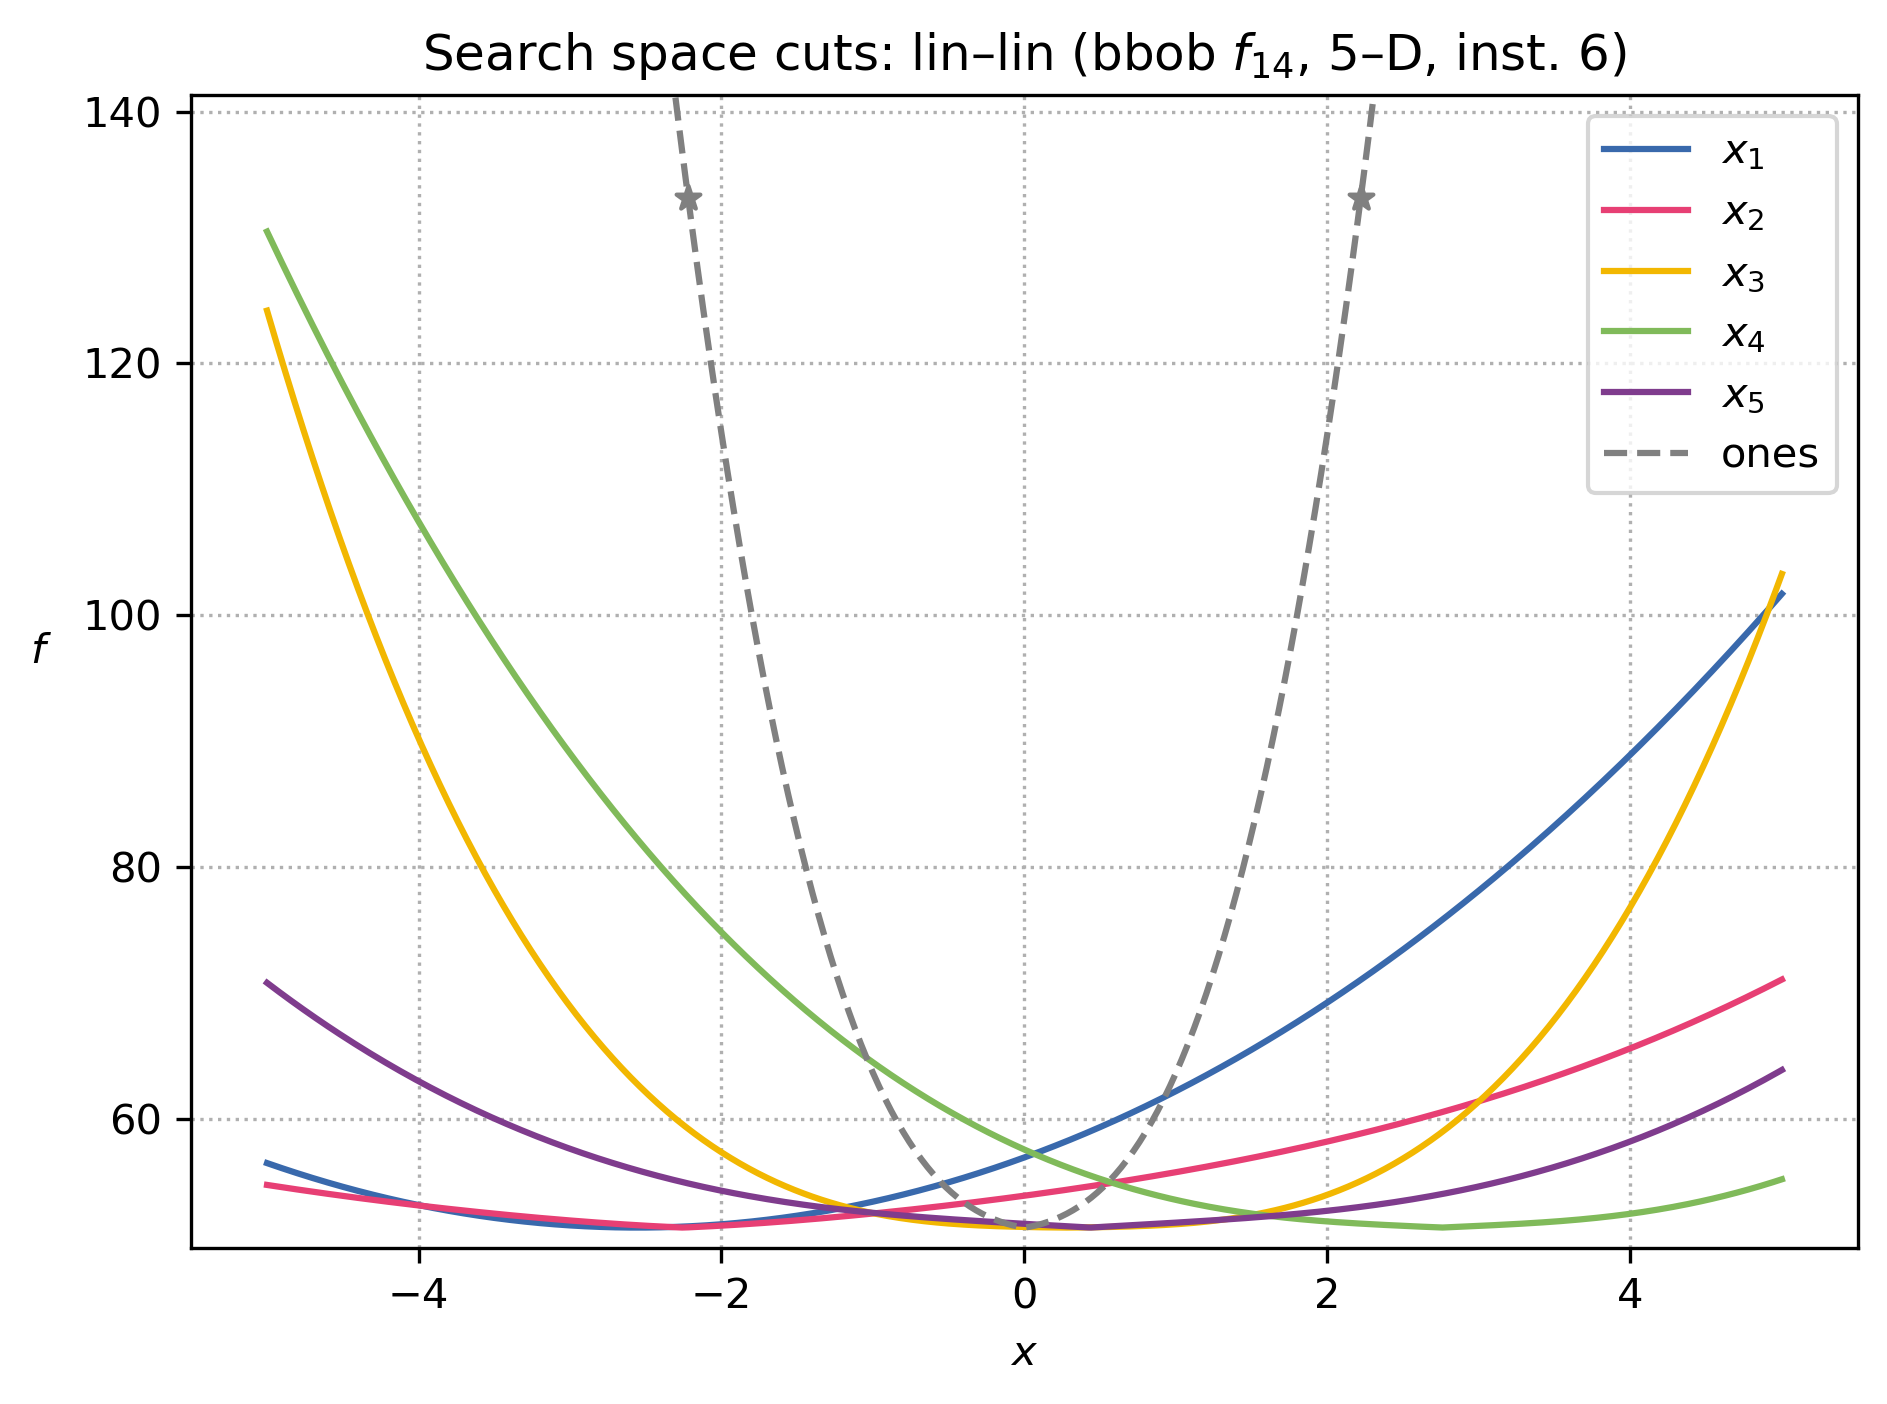 Search space cuts: lin–lin (bbob f₁₄, 5–D, inst. 6)
140
120
100
80
60
f
−4
−2
0
2
4
x
x₁
x₂
x₃
x₄
x₅
ones